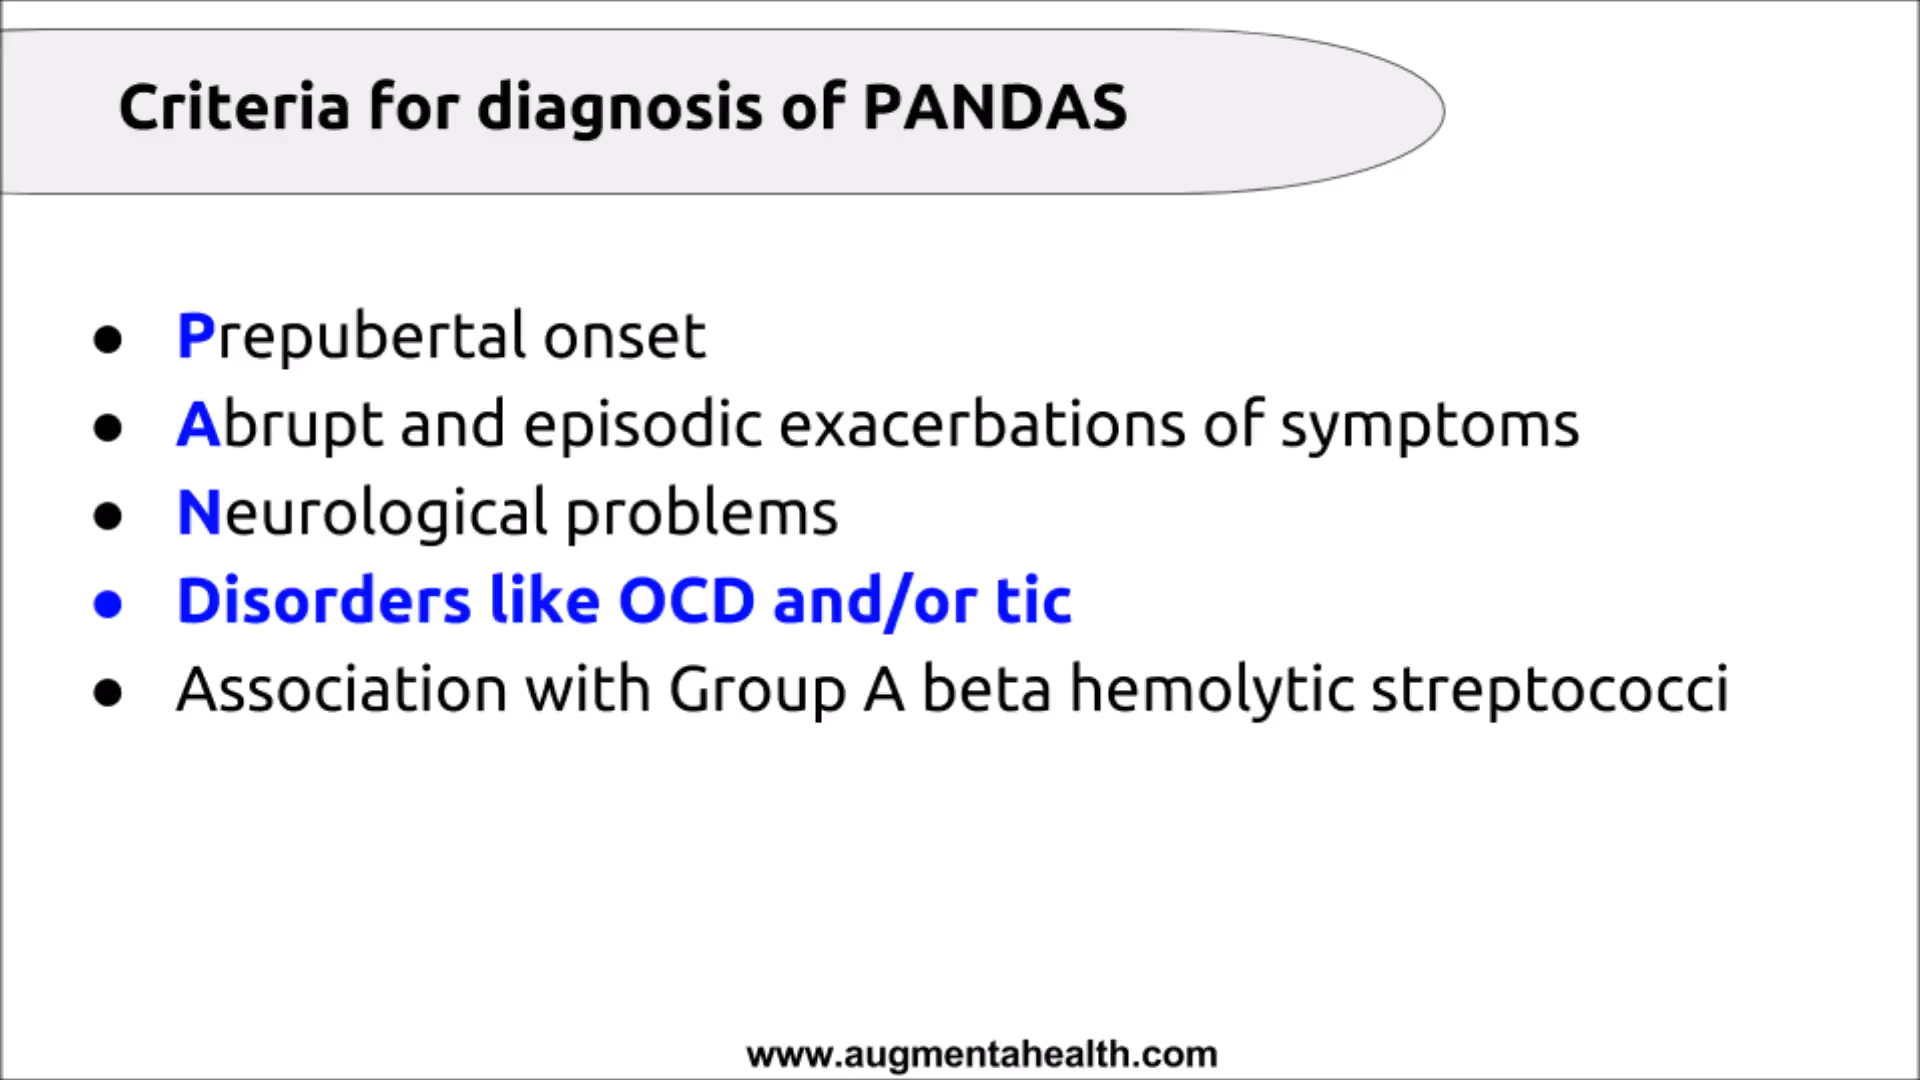 Criteria for diagnosis of PANDAS
● Prepubertal onset
● Abrupt and episodic exacerbations of symptoms
● Neurological problems
● Disorders like OCD and/or tic
● Association with Group A beta hemolytic streptococci
www.augmentahealth.com